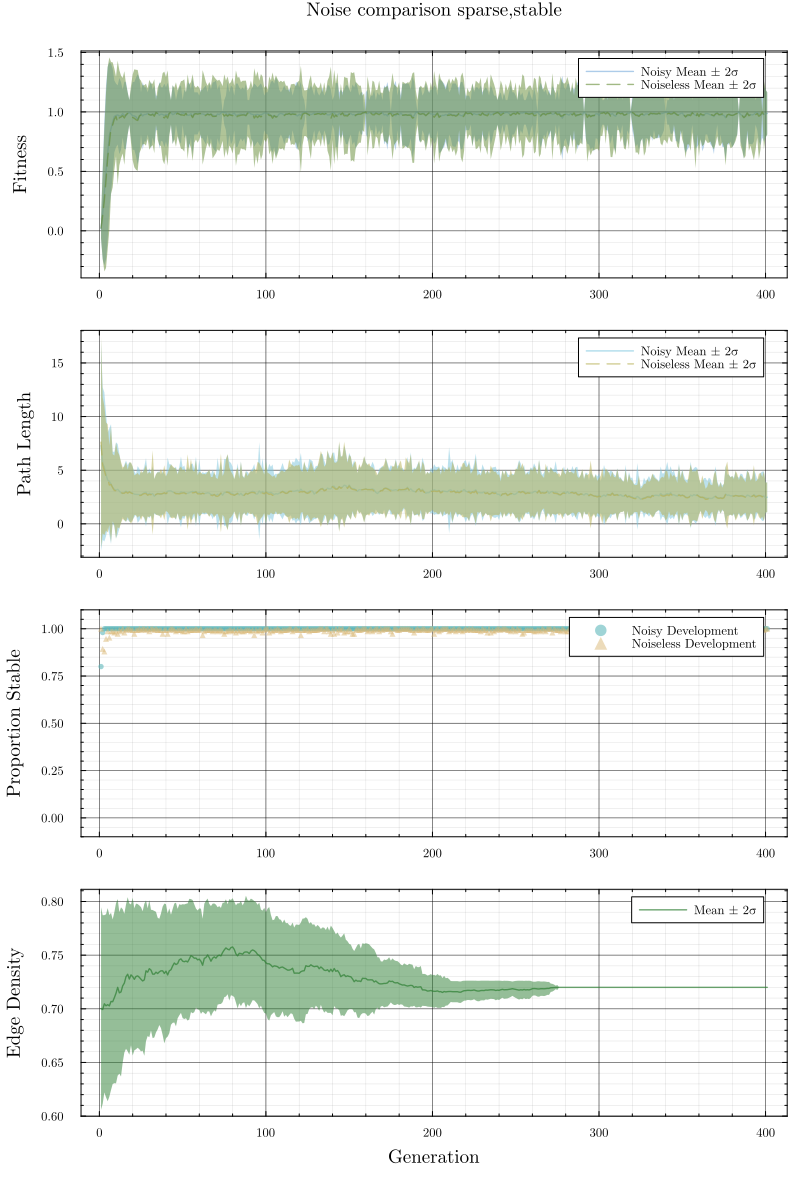 Noise comparison sparse,stable
1.5
1.0
0.5
0.0
Fitness
Noisy Mean ± 2σ
Noiseless Mean ± 2σ
0 100 200 300 400
15
10
5
0
Path Length
Noisy Mean ± 2σ
Noiseless Mean ± 2σ
0 100 200 300 400
1.00
0.75
0.50
0.25
0.00
Proportion Stable
Noisy Development
Noiseless Development
0 100 200 300 400
0.80
0.75
0.70
0.65
0.60
Edge Density
Mean ± 2σ
0 100 200 300 400
Generation